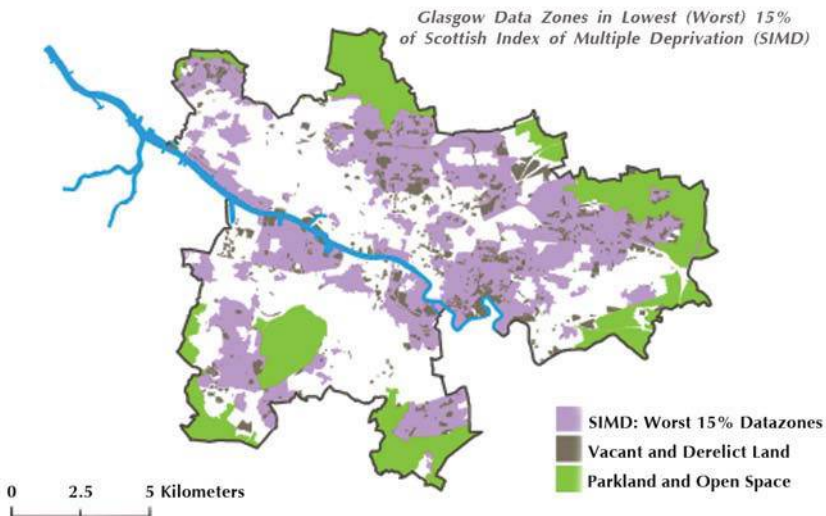 Glasgow Data Zones in Lowest (Worst) 15%
of Scottish Index of Multiple Deprivation (SIMD)
SIMD: Worst 15% Datazones
Vacant and Derelict Land
Parkland and Open Space
0 2.5 5 Kilometers